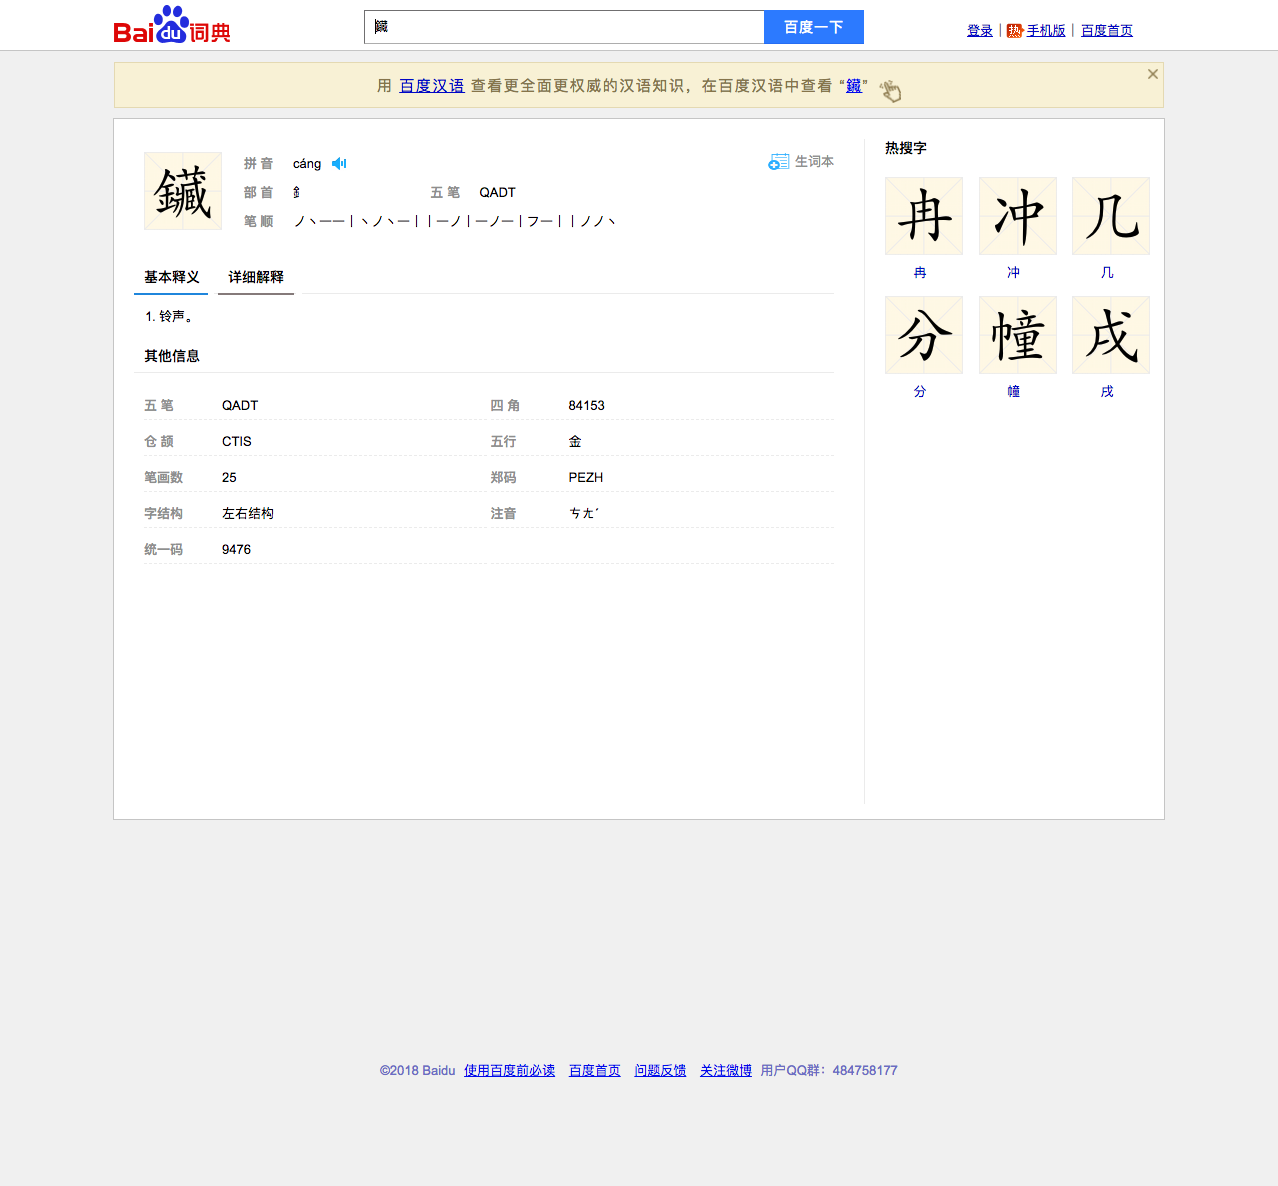 Bai du 词典
鑶
百度一下
登录 | 热 手机版 | 百度首页
用 百度汉语 查看更全面更权威的汉语知识，在百度汉语中查看 “鑶”
鑶
拼 音 cáng
生词本
部 首 釒 五 笔 QADT
笔 顺 ノ丶一一丨丶ノ丶一丨丨一ノ丨一ノ一丨フ一丨丨ノノ丶
基本释义 详细解释
1. 铃声。
其他信息
五 笔 QADT 四 角 84153
仓 颉 CTIS 五行 金
笔画数 25 郑码 PEZH
字结构 左右结构 注音 ㄘㄤˊ
统一码 9476
热搜字
冉 冲 几
冉 冲 几
分 幢 戌
分 幢 戌
©2018 Baidu 使用百度前必读 百度首页 问题反馈 关注微博 用户QQ群：484758177